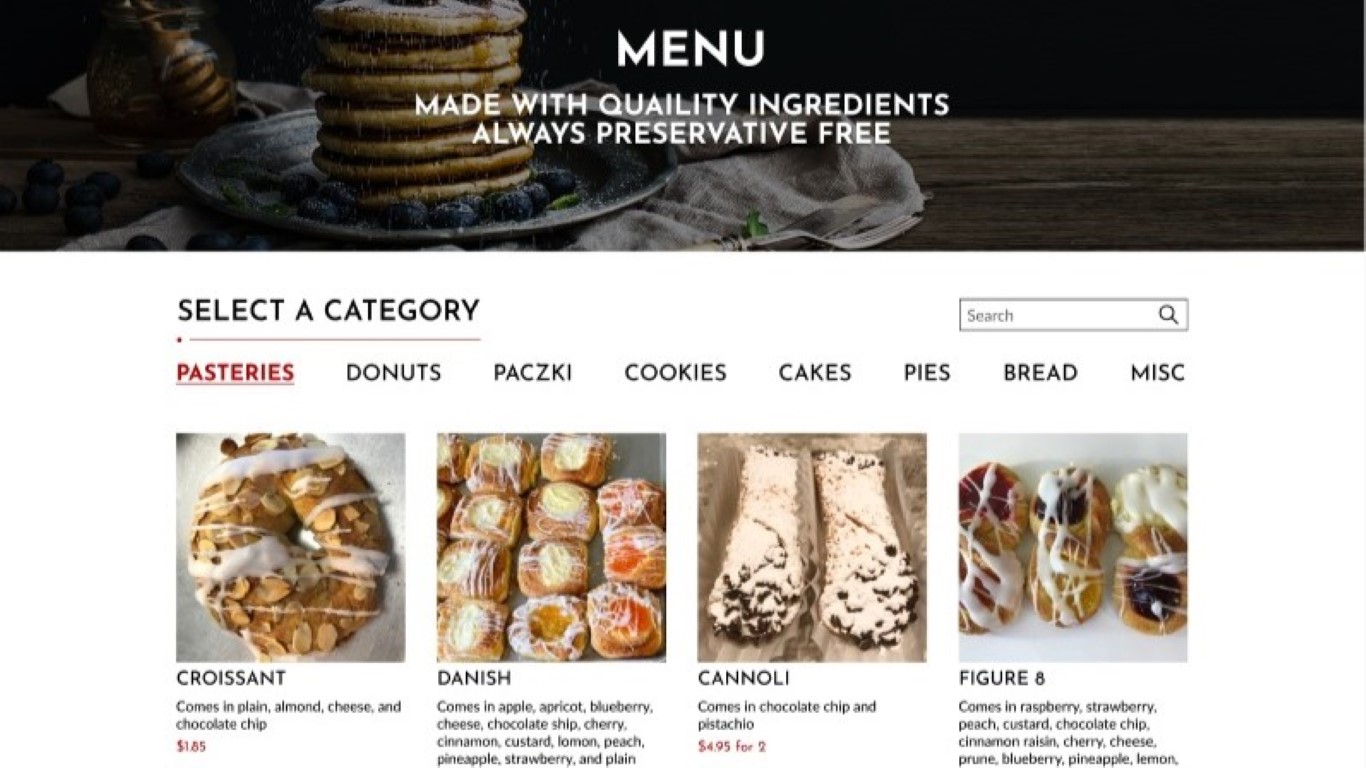 MENU
MADE WITH QUAILITY INGREDIENTS
ALWAYS PRESERVATIVE FREE
SELECT A CATEGORY
Search
PASTERIES DONUTS PACZKI COOKIES CAKES PIES BREAD MISC
CROISSANT
Comes in plain, almond, cheese, and
chocolate chip
$1.85
DANISH
Comes in apple, apricot, blueberry,
cheese, chocolate ship, cherry,
cinnamon, custard, lomon, peach,
pineapple, strawberry, and plain
CANNOLI
Comes in chocolate chip and
pistachio
$4.95 for 2
FIGURE 8
Comes in raspberry, strawberry,
peach, custard, chocolate chip,
cinnamon raisin, cherry, cheese,
prune, blueberry, pineapple, lemon,